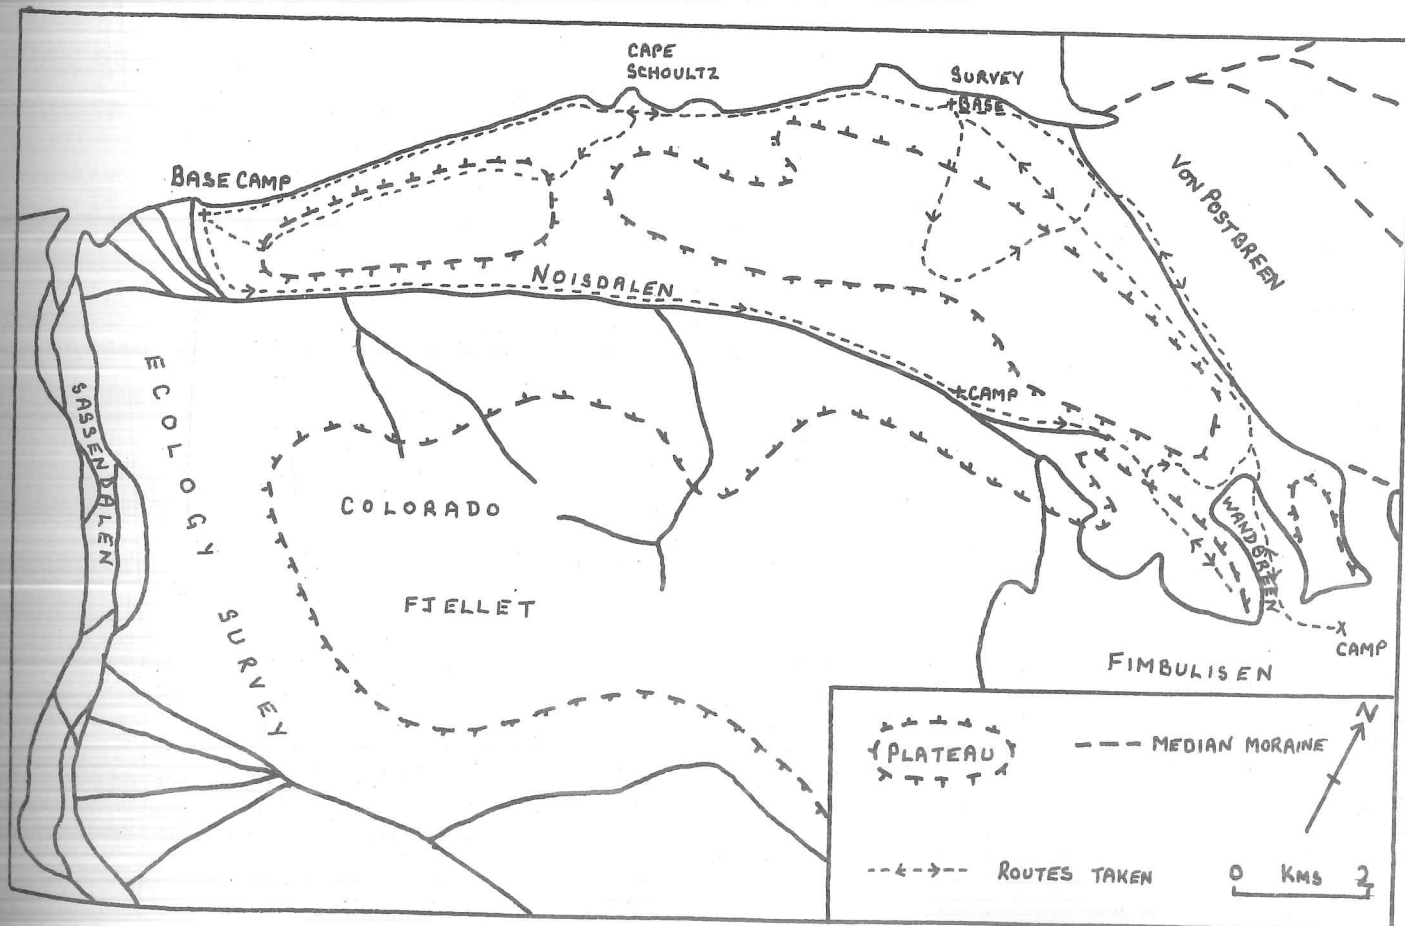 CAPE
SCHOULTZ
SURVEY
BASE
BASE CAMP
VON POSTBREEN
NOISDALEN
CAMP
SASSENDALEN
ECOLOGY SURVEY
COLORADO
FJELLET
WANDBREEN
CAMP
FIMBULISEN
PLATEAU
MEDIAN MORAINE
N
ROUTES TAKEN
0 KMS 2